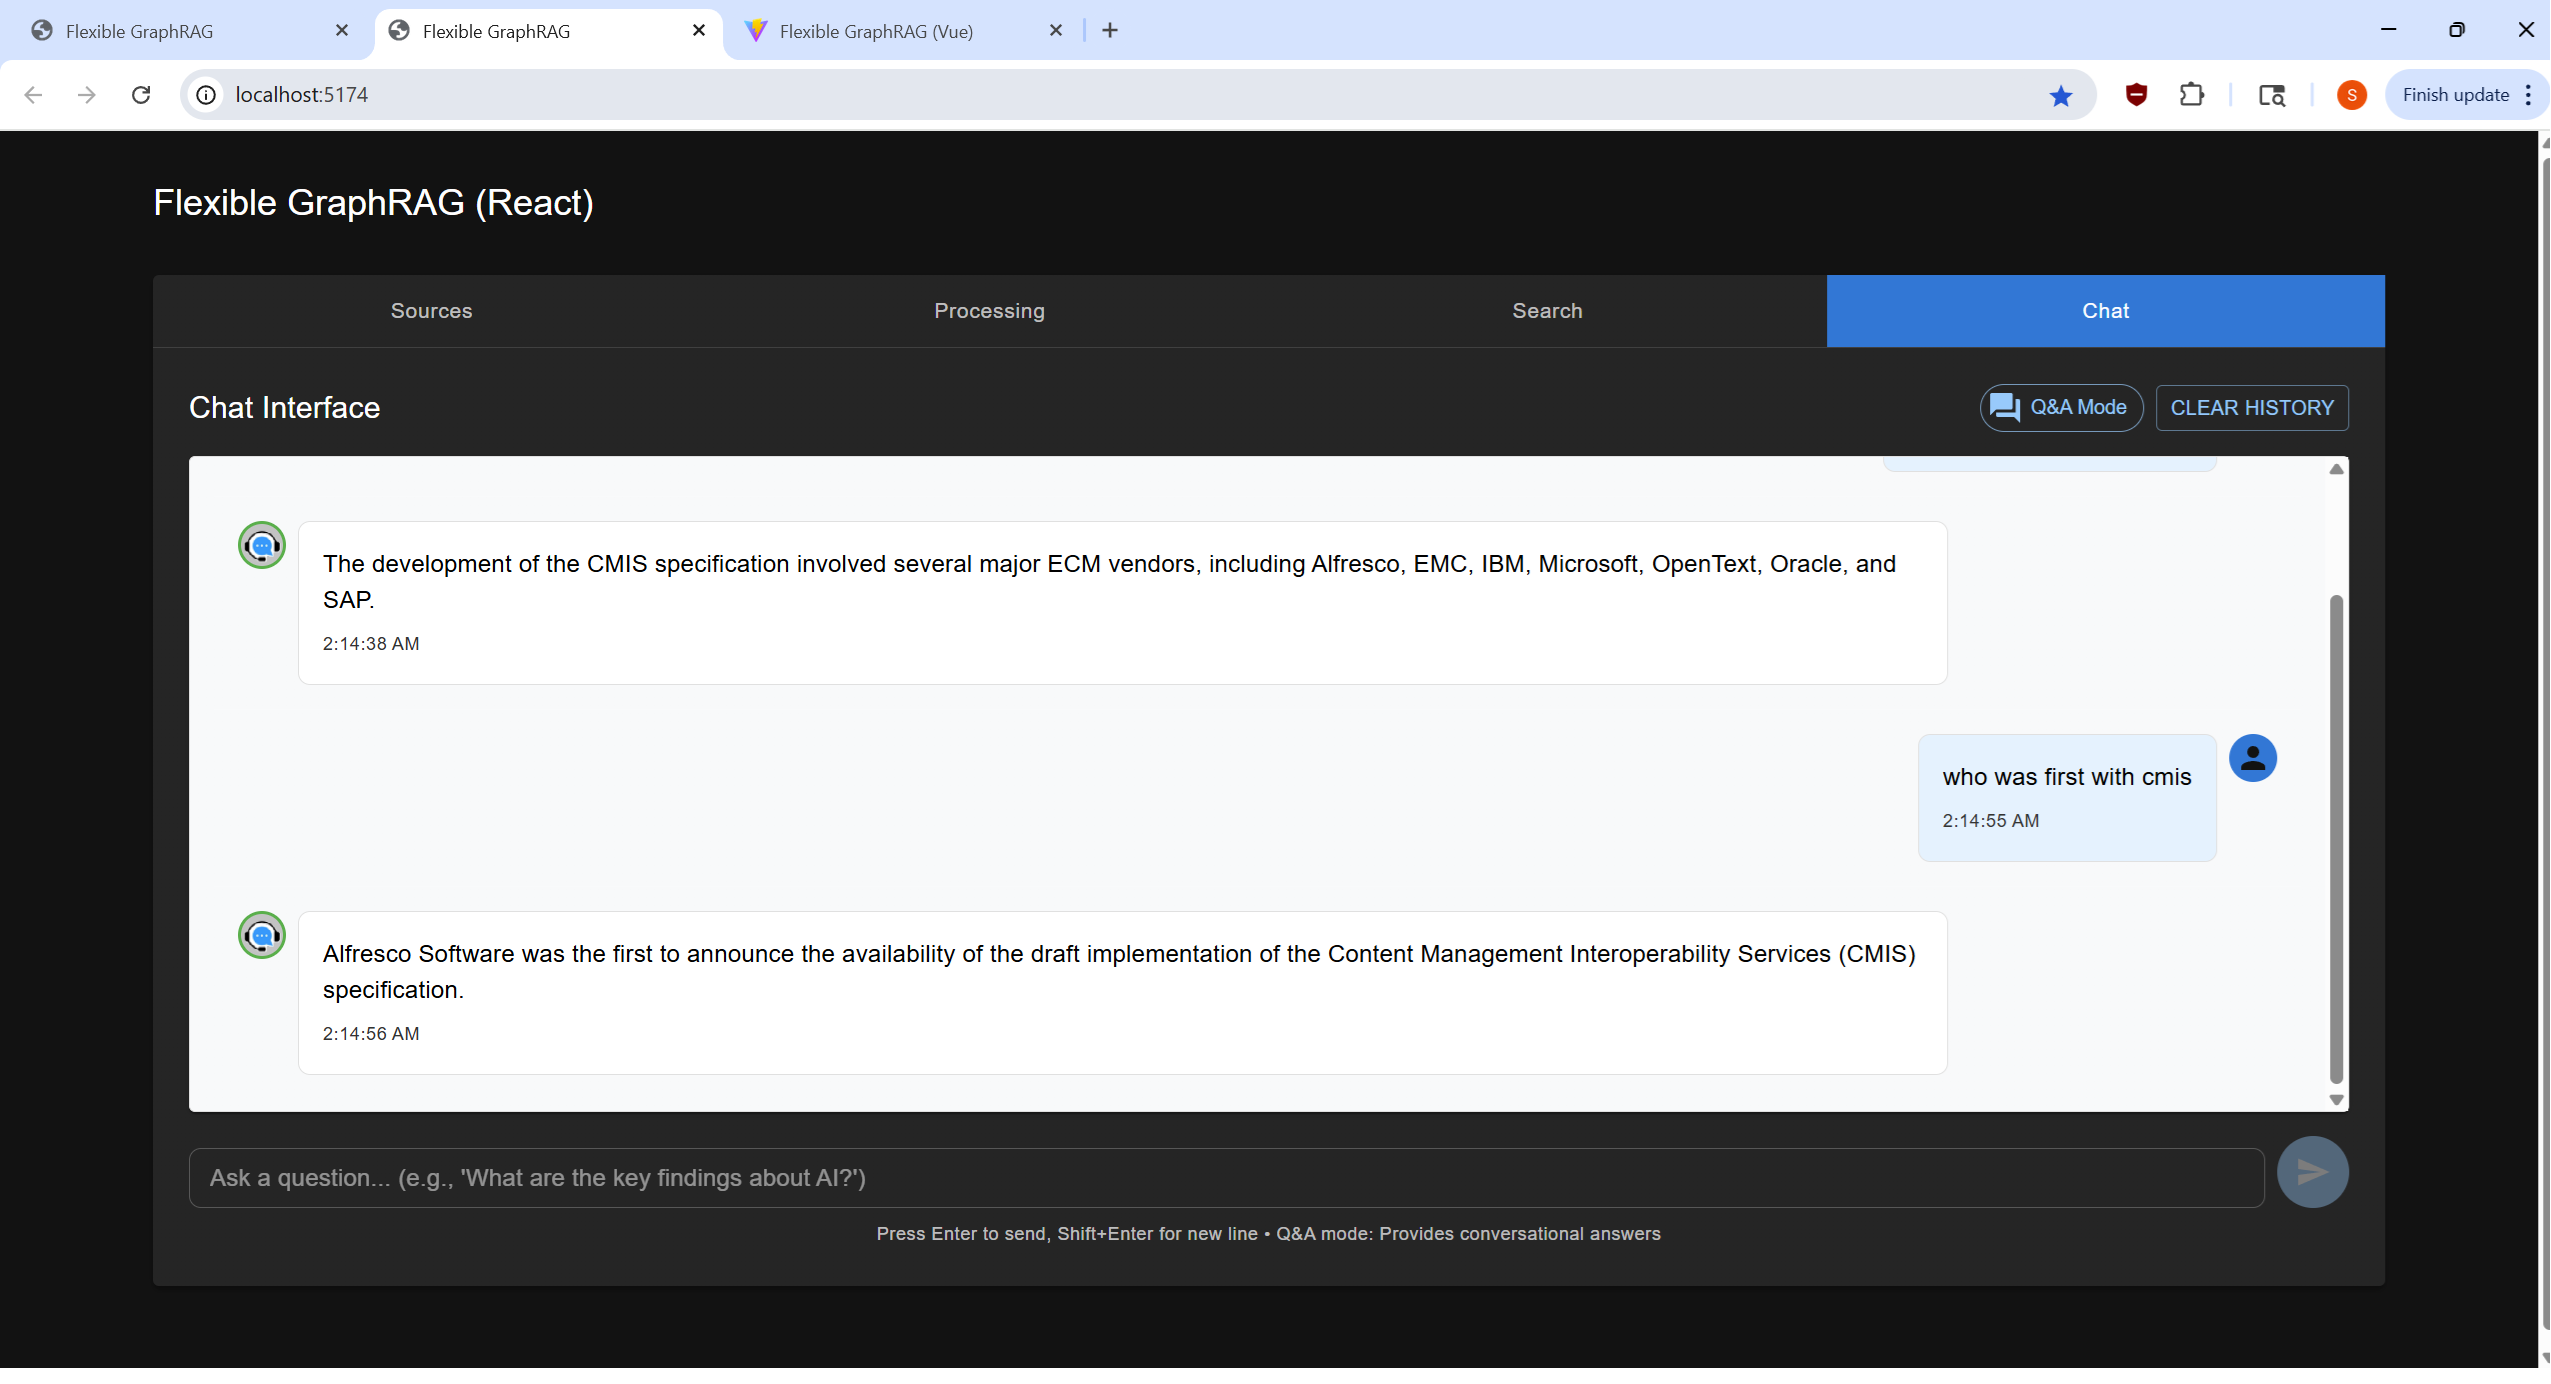 Flexible GraphRAG
Flexible GraphRAG
Flexible GraphRAG (Vue)
localhost:5174
S
Finish update
Flexible GraphRAG (React)
Sources
Processing
Search
Chat
Chat Interface
Q&A Mode
CLEAR HISTORY
The development of the CMIS specification involved several major ECM vendors, including Alfresco, EMC, IBM, Microsoft, OpenText, Oracle, and
SAP.
2:14:38 AM
who was first with cmis
2:14:55 AM
Alfresco Software was the first to announce the availability of the draft implementation of the Content Management Interoperability Services (CMIS)
specification.
2:14:56 AM
Ask a question... (e.g., 'What are the key findings about AI?')
Press Enter to send, Shift+Enter for new line • Q&A mode: Provides conversational answers